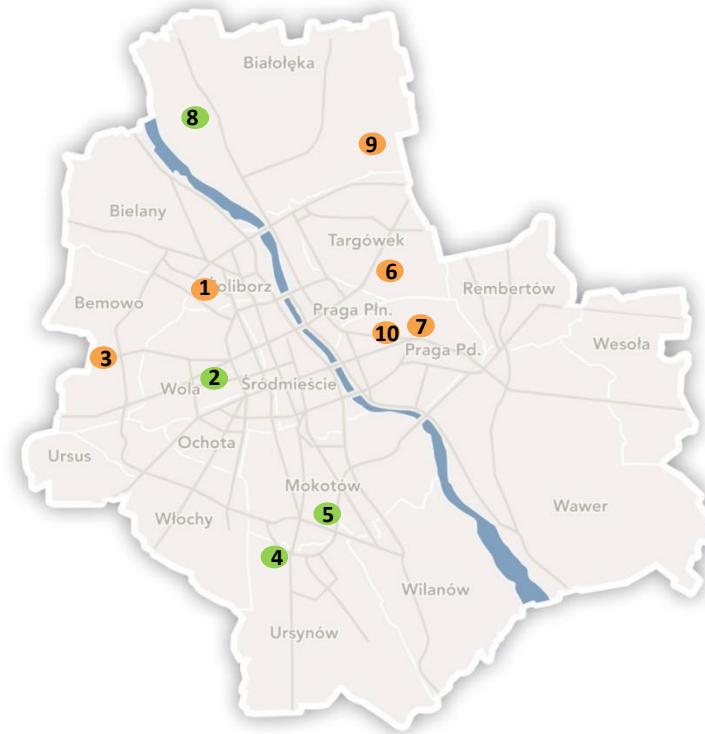 Białołęka
8
9
Bielany
Targówek
6
1 oliborz
Rembertów
Bemowo
Praga Płn.
7
10
Wesoła
3
Praga Pd.
2
Wola
Śródmieście
Ochota
Ursus
Mokotów
Wawer
5
Włochy
4
Wilanów
Ursynów